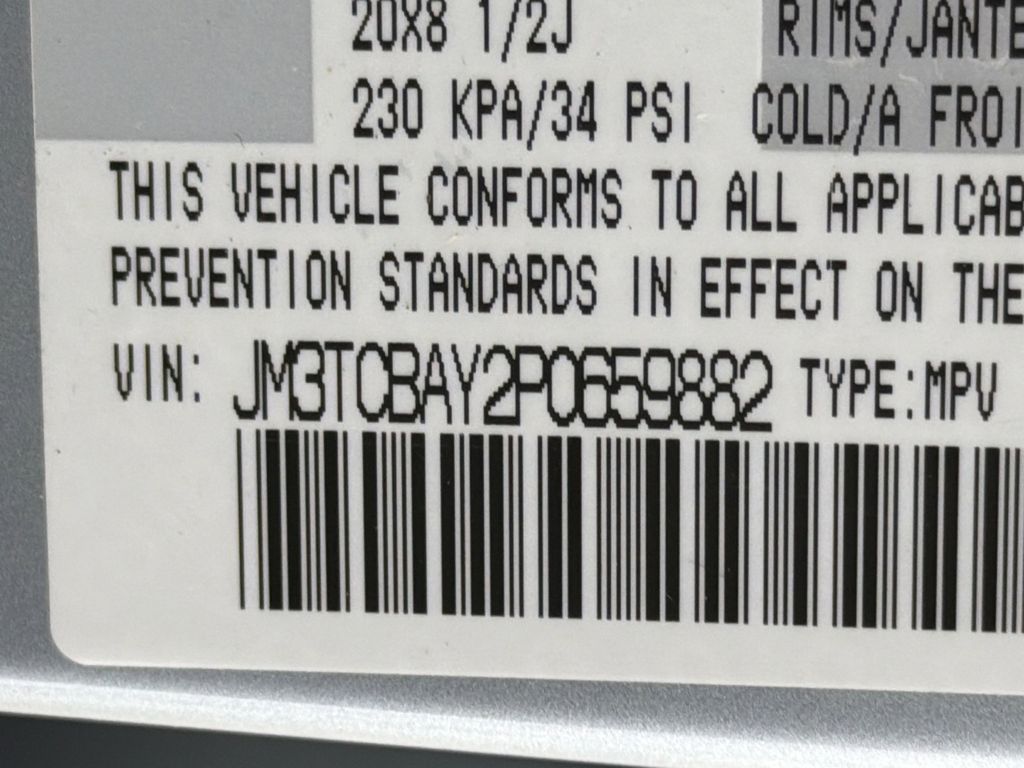 20X8 1/2J RIMS/JANTE
230 KPA/34 PSI COLD/A FROI
THIS VEHICLE CONFORMS TO ALL APPLICAB
PREVENTION STANDARDS IN EFFECT ON THE
VIN: JM3TCBAY2P0659882 TYPE:MPV